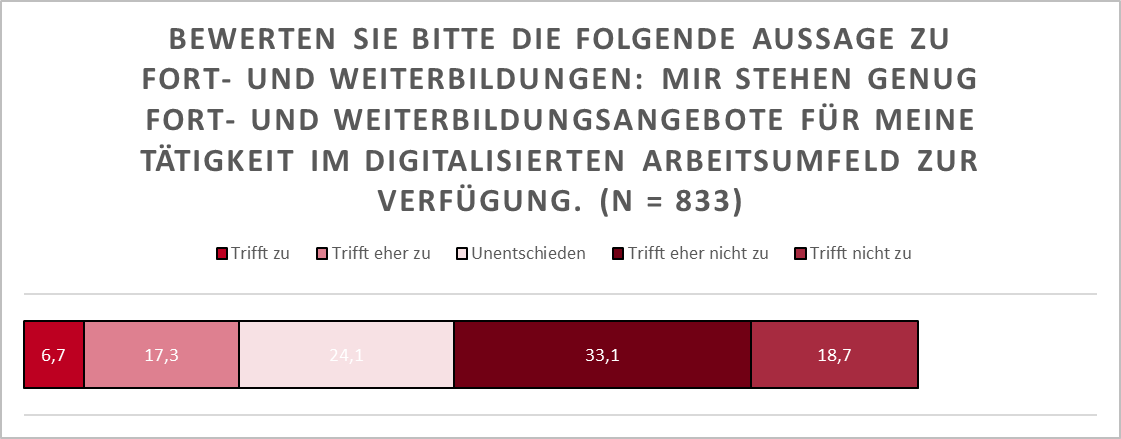 BEWERTEN SIE BITTE DIE FOLGENDE AUSSAGE ZU
FORT- UND WEITERBILDUNGEN: MIR STEHEN GENUG
FORT- UND WEITERBILDUNGSANGEBOTE FÜR MEINE
TÄTIGKEIT IM DIGITALISIERTEN ARBEITSUMFELD ZUR
VERFÜGUNG. (N = 833)
Trifft zu Trifft eher zu Unentschieden Trifft eher nicht zu Trifft nicht zu
6,7 17,3 24,1 33,1 18,7